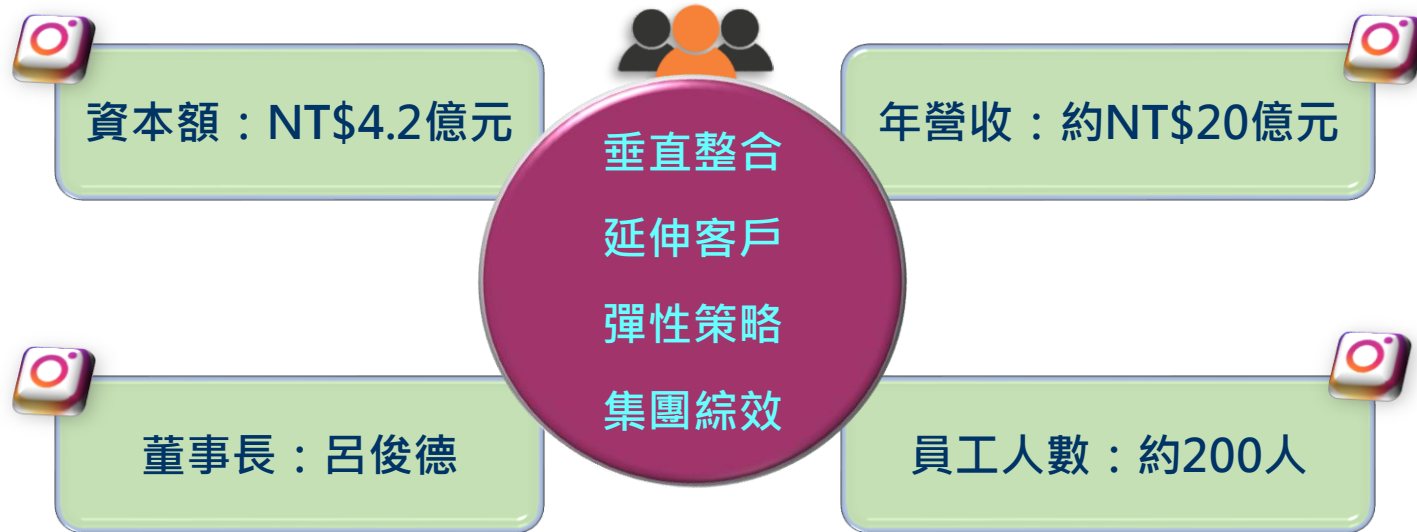 資本額：NT$4.2億元
年營收：約NT$20億元
垂直整合
延伸客戶
彈性策略
集團綜效
董事長：呂俊德
員工人數：約200人